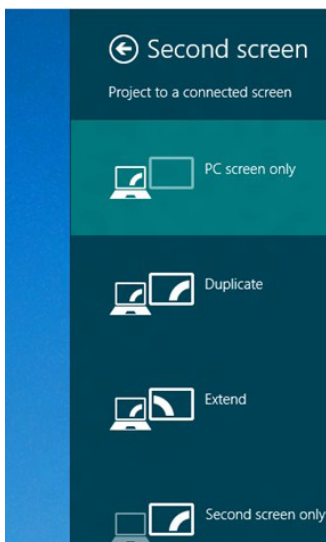 Second screen
Project to a connected screen
PC screen only
Duplicate
Extend
Second screen only